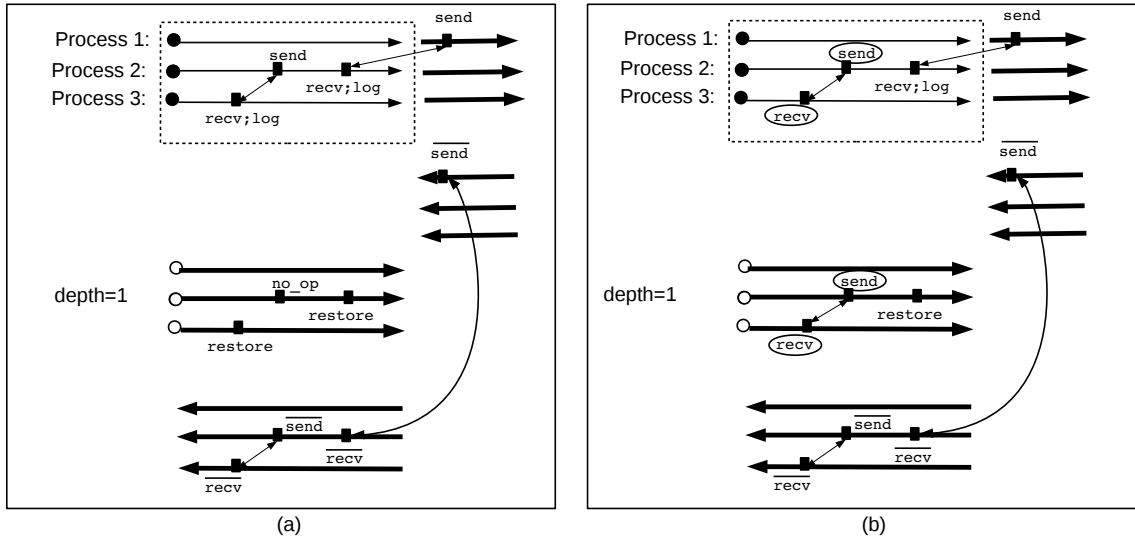 send
Process 1:
send
Process 2:
recv;log
Process 3:
recv;log
send
no_op
depth=1
restore
restore
send
recv
recv
(a)
send
Process 1:
send
Process 2:
recv;log
Process 3:
recv
send
send
depth=1
restore
recv
send
recv
recv
(b)